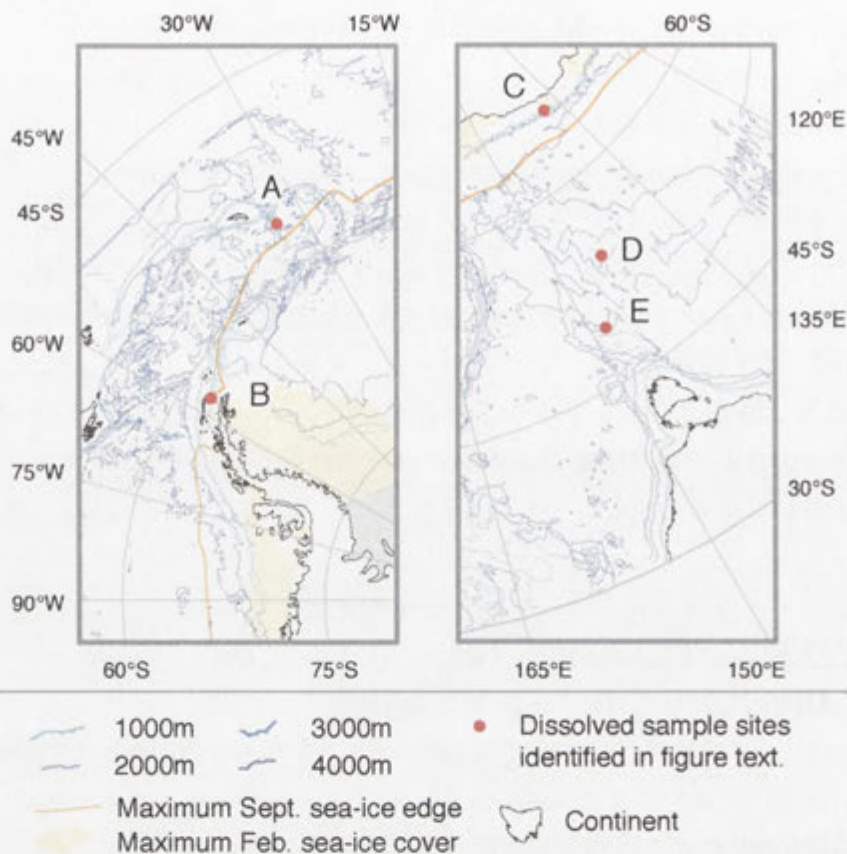 30°W 15°W
60°S
45°W
45°S
60°W
75°W
90°W
A
B
C
D
E
120°E
45°S
135°E
30°S
60°S 75°S
165°E 150°E
1000m 3000m
2000m 4000m
Maximum Sept. sea-ice edge
Maximum Feb. sea-ice cover
Dissolved sample sites
identified in figure text.
Continent